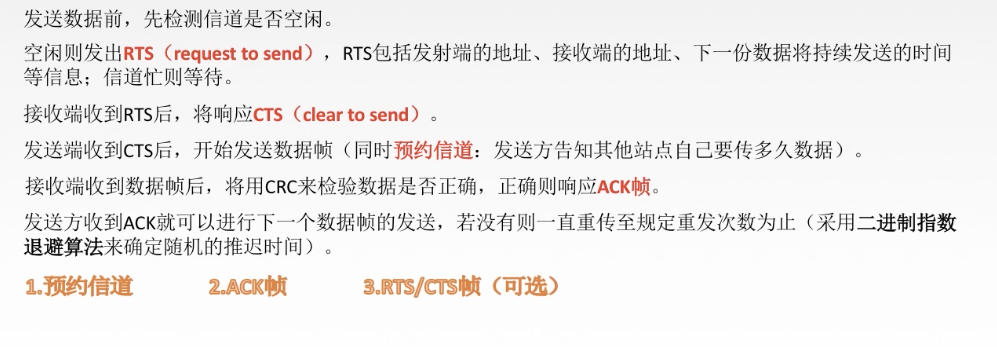 发送数据前，先检测信道是否空闲。
空闲则发出RTS（request to send），RTS包括发射端的地址、接收端的地址、下一份数据将持续发送的时间
等信息；信道忙则等待。
接收端收到RTS后，将响应CTS（clear to send）。
发送端收到CTS后，开始发送数据帧（同时预约信道：发送方告知其他站点自己要传多久数据）。
接收端收到数据帧后，将用CRC来检验数据是否正确，正确则响应ACK帧。
发送方收到ACK就可以进行下一个数据帧的发送，若没有则一直重传至规定重发次数为止（采用二进制指数
退避算法来确定随机的推迟时间）。
1.预约信道 2.ACK帧 3.RTS/CTS帧（可选）